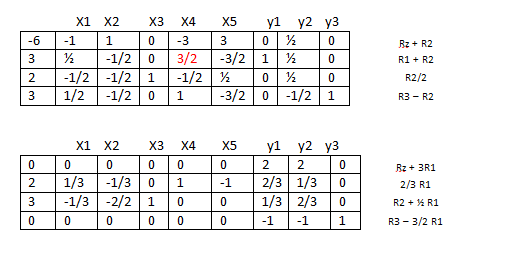 X1 X2 X3 X4 X5 y1 y2 y3
-6 -1 1 0 -3 3 0 ½ 0 Rz + R2
3 ½ -1/2 0 3/2 -3/2 1 ½ 0 R1 + R2
2 -1/2 -1/2 1 -1/2 ½ 0 ½ 0 R2/2
3 1/2 -1/2 0 1 -3/2 0 -1/2 1 R3 – R2
X1 X2 X3 X4 X5 y1 y2 y3
0 0 0 0 0 0 2 2 0 Rz + 3R1
2 1/3 -1/3 0 1 -1 2/3 1/3 0 2/3 R1
3 -1/3 -2/2 1 0 0 1/3 2/3 0 R2 + ½ R1
0 0 0 0 0 0 -1 -1 1 R3 – 3/2 R1